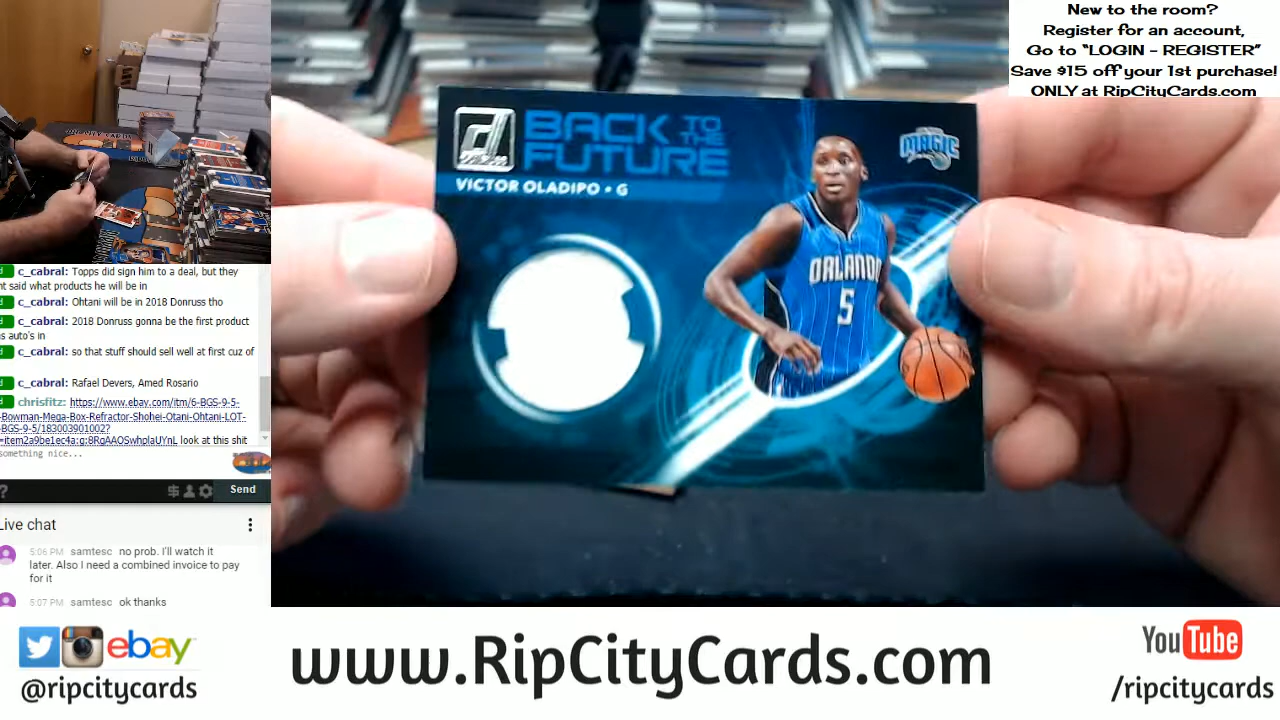 New to the room?
Register for an account,
Go to “LOGIN - REGISTER”
Save $15 off your 1st purchase!
ONLY at RipCityCards.com
BACK TO THE FUTURE
VICTOR OLADIPO • G
MAGIC
ORLANDO
5
c_cabral: Topps did sign him to a deal, but they
nt said what products he will be in
c_cabral: Ohtani will be in 2018 Donruss tho
c_cabral: 2018 Donruss gonna be the first product
s auto's in
c_cabral: so that stuff should sell well at first cuz of
c_cabral: Rafael Devers, Amed Rosario
chrisfitz: https://www.ebay.com/itm/6-BGS-9-5-
-Bowman-Mega-Box-Refractor-Shohei-Otani-Ohtani-LOT-
BGS-9-5/183003901002?
look at this shit
something nice...
? Send
Live chat
5:06 PM samtesc no prob. I'll watch it
later. Also I need a combined invoice to pay
for it
5:07 PM samtesc ok thanks
ebay
@ripcitycards
www.RipCityCards.com
YouTube
/ripcitycards